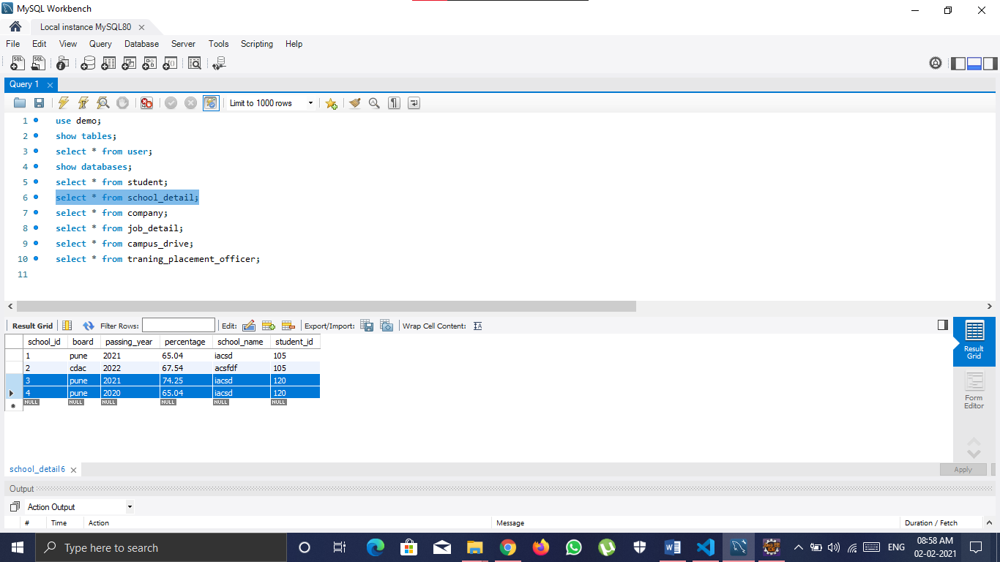 MySQL Workbench
Local instance MySQL80
File Edit View Query Database Server Tools Scripting Help
Query 1
Limit to 1000 rows
1 use demo;
2 show tables;
3 select * from user;
4 show databases;
5 select * from student;
6 select * from school_detail;
7 select * from company;
8 select * from job_detail;
9 select * from campus_drive;
10 select * from traning_placement_officer;
11
Result Grid Filter Rows: Edit: Export/Import: Wrap Cell Content:
school_id board passing_year percentage school_name student_id
1 pune 2021 65.04 iacsd 105
2 cdac 2022 67.54 acsfdf 105
3 pune 2021 74.25 iacsd 120
4 pune 2020 65.04 iacsd 120
NULL NULL NULL NULL NULL NULL
Result
Grid
Form
Editor
school_detail6
Apply
Output
Action Output
# Time Action Message Duration / Fetch
Type here to search
ENG
08:58 AM
02-02-2021